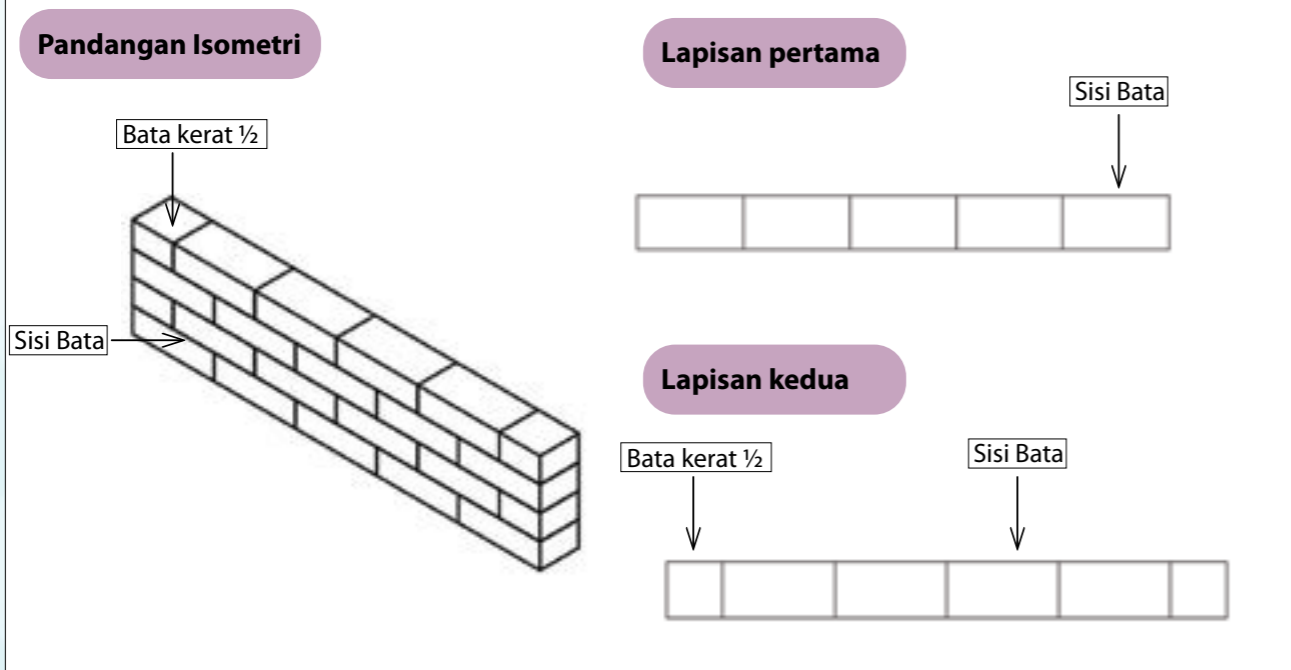 Pandangan Isometri
Bata kerat ½
Sisi Bata
Lapisan pertama
Sisi Bata
Lapisan kedua
Bata kerat ½
Sisi Bata